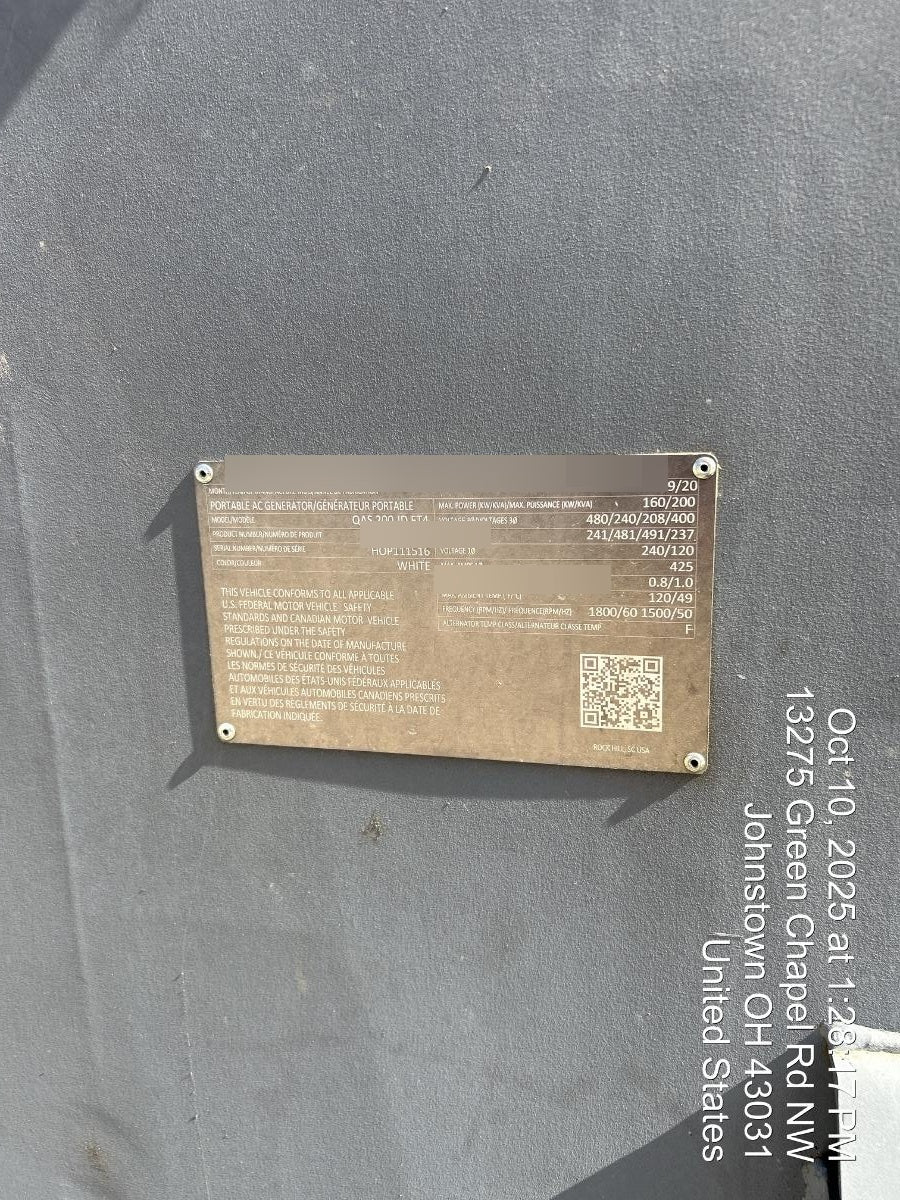 9/20
PORTABLE AC GENERATOR/GÉNÉRATEUR PORTABLE
MODEL/MODÈLE QAS 200 JD FT4
PRODUCT NUMBER/NUMÉRO DE PRODUIT
SERIAL NUMBER/NUMÉRO DE SÉRIE HOP111516
COLOR/COULEUR WHITE
MAX. POWER (KW/KVA)/MAX. PUISSANCE (KW/KVA) 160/200
480/240/208/400
241/481/491/237
VOLTAGE 10 240/120
425
0.8/1.0
120/49
FREQUENCY (RPM/HZ)/ FREQUENCE(RPM/HZ) 1800/60 1500/50
ALTERNATOR TEMP CLASS/ALTERNATEUR CLASSE TEMP F
THIS VEHICLE CONFORMS TO ALL APPLICABLE
U.S. FEDERAL MOTOR VEHICLE SAFETY
STANDARDS AND CANADIAN MOTOR VEHICLE
PRESCRIBED UNDER THE SAFETY
REGULATIONS ON THE DATE OF MANUFACTURE
SHOWN./ CE VÉHICULE CONFORME À TOUTES
LES NORMES DE SÉCURITÉ DES VÉHICULES
AUTOMOBILES DES ÉTATS-UNIS FÉDÉRAUX APPLICABLES
ET AUX VÉHICULES AUTOMOBILES CANADIENS PRESCRITS
EN VERTU DES RÈGLEMENTS DE SÉCURITÉ À LA DATE DE
FABRICATION INDIQUÉE.
ROCK HILL, SC USA
Oct 10, 2025 at 1:28:17 PM
13275 Green Chapel Rd NW
Johnstown OH 43031
United States